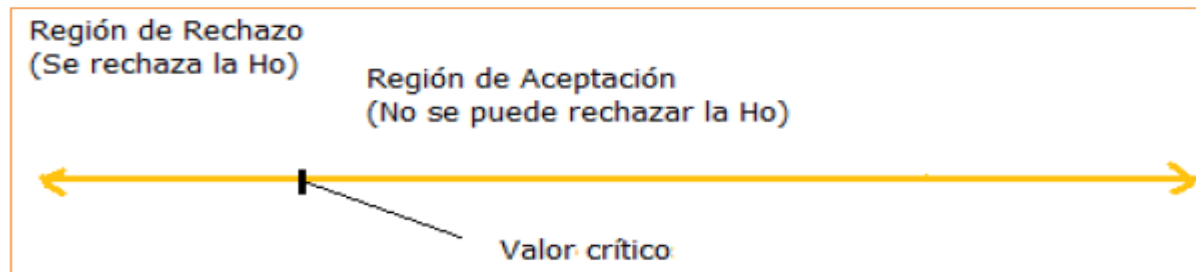 Región de Rechazo
(Se rechaza la Ho)
Región de Aceptación
(No se puede rechazar la Ho)
Valor crítico